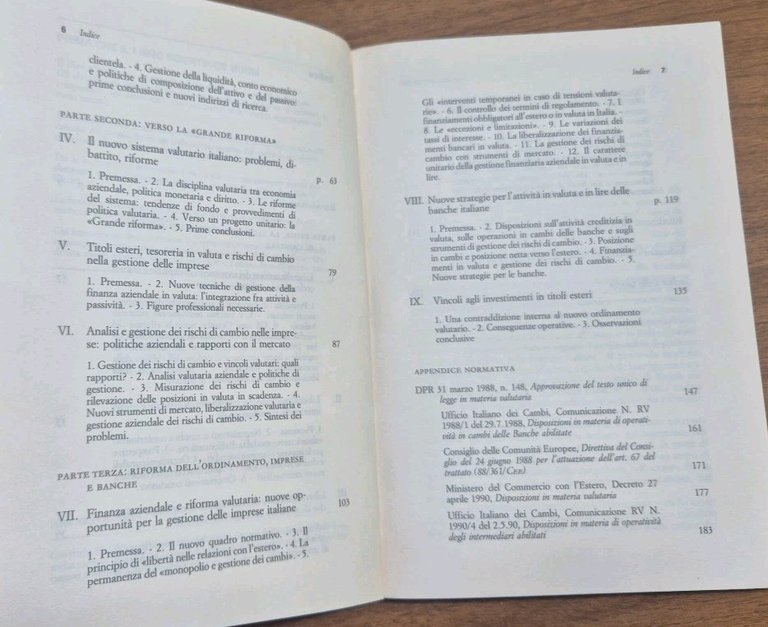 6 Indice
clientela. - 4. Gestione della liquidità, conto economico
e politiche di composizione dell'attivo e del passivo:
prime conclusioni e nuovi indirizzi di ricerca
PARTE SECONDA: VERSO LA «GRANDE RIFORMA»
IV. Il nuovo sistema valutario italiano: problemi, di-
battito, riforme p. 63
1. Premessa. - 2. La disciplina valutaria tra economia
aziendale, politica monetaria e diritto. - 3. Le riforme
del sistema: tendenze di fondo e provvedimenti di
politica valutaria. - 4. Verso un progetto unitario: la
«Grande riforma». - 5. Prime conclusioni.
V. Titoli esteri, tesoreria in valuta e rischi di cambio
nella gestione delle imprese 79
1. Premessa. - 2. Nuove tecniche di gestione della
finanza aziendale in valuta: l'integrazione fra attività e
passività. - 3. Figure professionali necessarie.
VI. Analisi e gestione dei rischi di cambio nelle impre-
se: politiche aziendali e rapporti con il mercato 87
1. Gestione dei rischi di cambio e vincoli valutari: quali
rapporti? - 2. Analisi valutaria aziendale e politiche di
gestione. - 3. Misurazione dei rischi di cambio e
rilevazione delle posizioni in valuta in scadenza. - 4.
Nuovi strumenti di mercato, liberalizzazione valutaria e
gestione aziendale dei rischi di cambio. - 5. Sintesi dei
problemi.
PARTE TERZA: RIFORMA DELL'ORDINAMENTO, IMPRESE
E BANCHE
VII. Finanza aziendale e riforma valutaria: nuove op-
portunità per la gestione delle imprese italiane 103
1. Premessa. - 2. Il nuovo quadro normativo. - 3. Il
principio di «libertà nelle relazioni con l'estero». - 4. La
permanenza del «monopolio e gestione dei cambi». - 5.
Indice 7
Gli «interventi temporanei in caso di tensioni valuta-
rie». - 6. Il controllo dei termini di regolamento. - 7. I
finanziamenti obbligatori all'estero o in valuta in Italia. -
8. Le «eccezioni e limitazioni». - 9. Le variazioni dei
tassi di interesse. - 10. La liberalizzazione dei finanzia-
menti bancari in valuta. - 11. La gestione dei rischi di
cambio con strumenti di mercato. - 12. Il carattese
unitario della gestione finanziaria aziendale in valuta e in
lire.
VIII. Nuove strategie per l'attività in valuta e in lire delle
banche italiane p. 119
1. Premessa. - 2. Disposizioni sull'attività creditizia in
valuta, sulle operazioni in cambi delle banche e sugli
strumenti di gestione dei rischi di cambio. - 3. Posizione
in cambi e posizione netta verso l'estero. - 4. Finanzia-
menti in valuta e gestione dei rischi di cambio. - 5.
Nuove strategie per le banche.
IX. Vincoli agli investimenti in titoli esteri 135
1. Una contraddizione interna al nuovo ordinamento
valutario. - 2. Conseguenze operative. - 3. Osservazioni
conclusive
APPENDICE NORMATIVA
DPR 31 marzo 1988, n. 148, Approvazione del testo unico di
legge in materia valutaria 147
Ufficio Italiano dei Cambi, Comunicazione N. RV
1988/1 del 29.7.1988, Disposizioni in materia di operati-
vità in cambi delle Banche abilitate 161
Consiglio delle Comunità Europee, Direttiva del Consi-
glio del 24 giugno 1988 per l'attuazione dell'art. 67 del
trattato (88/361/CEE) 171
Ministero del Commercio con l'Estero, Decreto 27
aprile 1990, Disposizioni in materia valutaria 177
Ufficio Italiano dei Cambi, Comunicazione RV N.
1990/4 del 2.5.90, Disposizioni in materia di operatività
degli intermediari abilitati 183